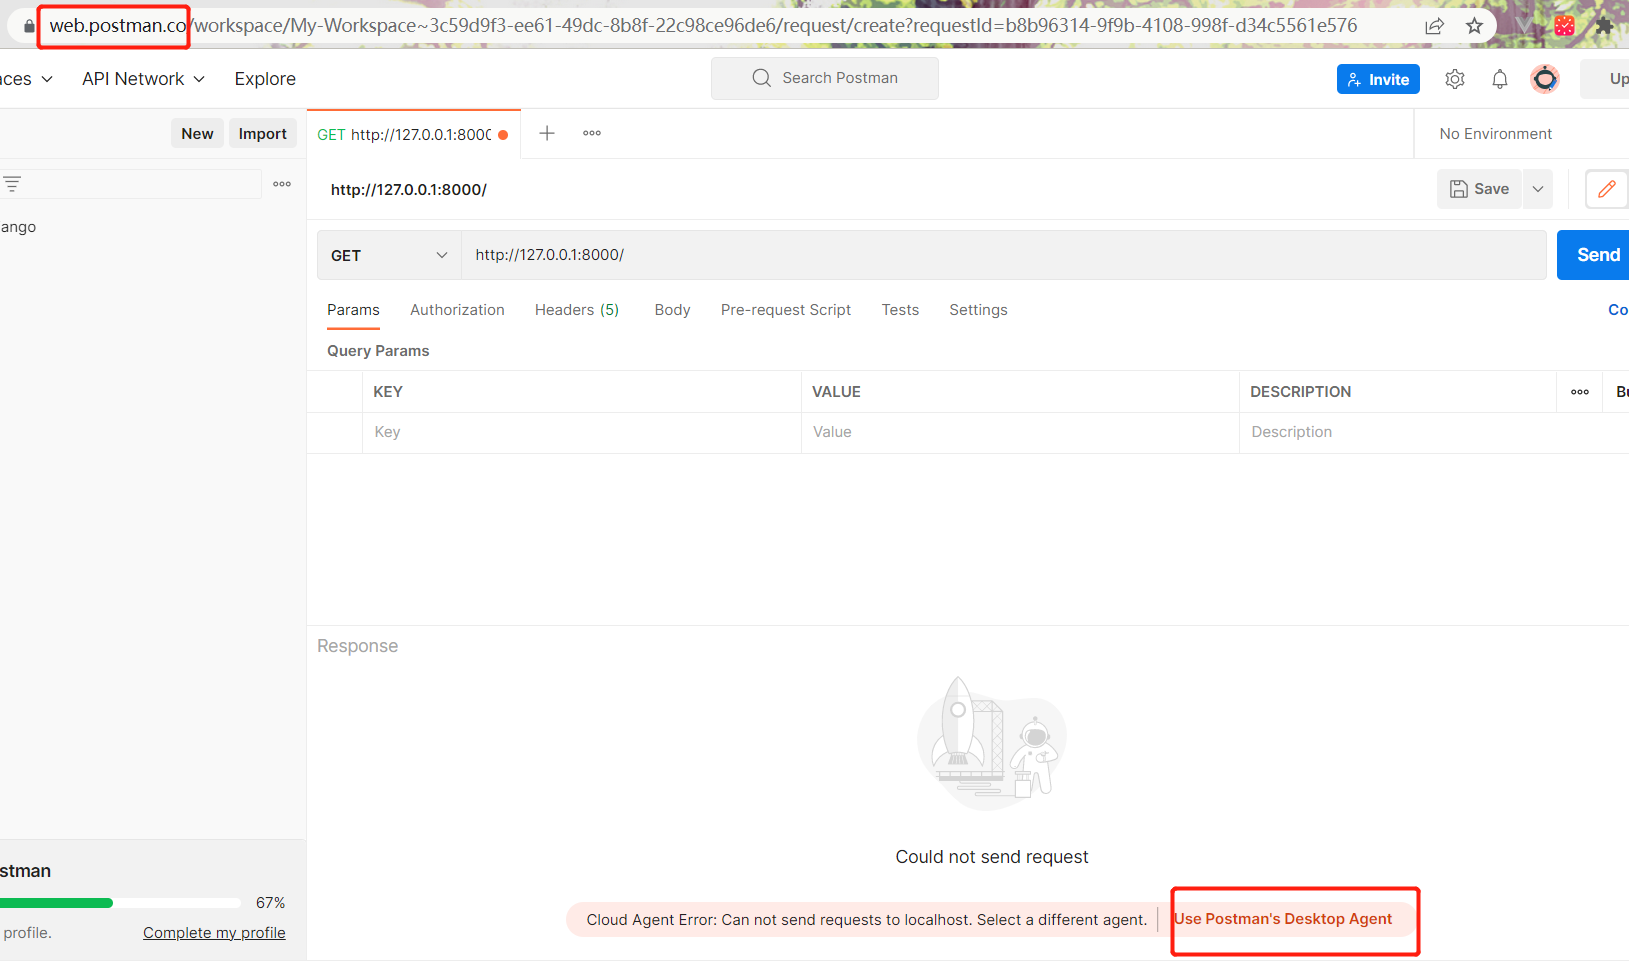 web.postman.co/workspace/My-Workspace~3c59d9f3-ee61-49dc-8b8f-22c98ce96de6/request/create?requestId=b8b96314-9f9b-4108-998f-d34c5561e576
aces API Network Explore Search Postman Invite Up
New Import GET http://127.0.0.1:8000 No Environment
http://127.0.0.1:8000/ Save
ango
GET http://127.0.0.1:8000/ Send
Params Authorization Headers (5) Body Pre-request Script Tests Settings Co
Query Params
KEY VALUE DESCRIPTION Bu
Key Value Description
Response
Could not send request
stman
67%
Cloud Agent Error: Can not send requests to localhost. Select a different agent. Use Postman's Desktop Agent
profile. Complete my profile